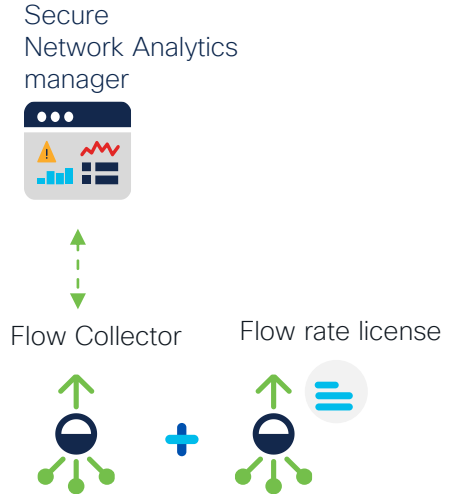 Secure
Network Analytics
manager
Flow Collector
Flow rate license